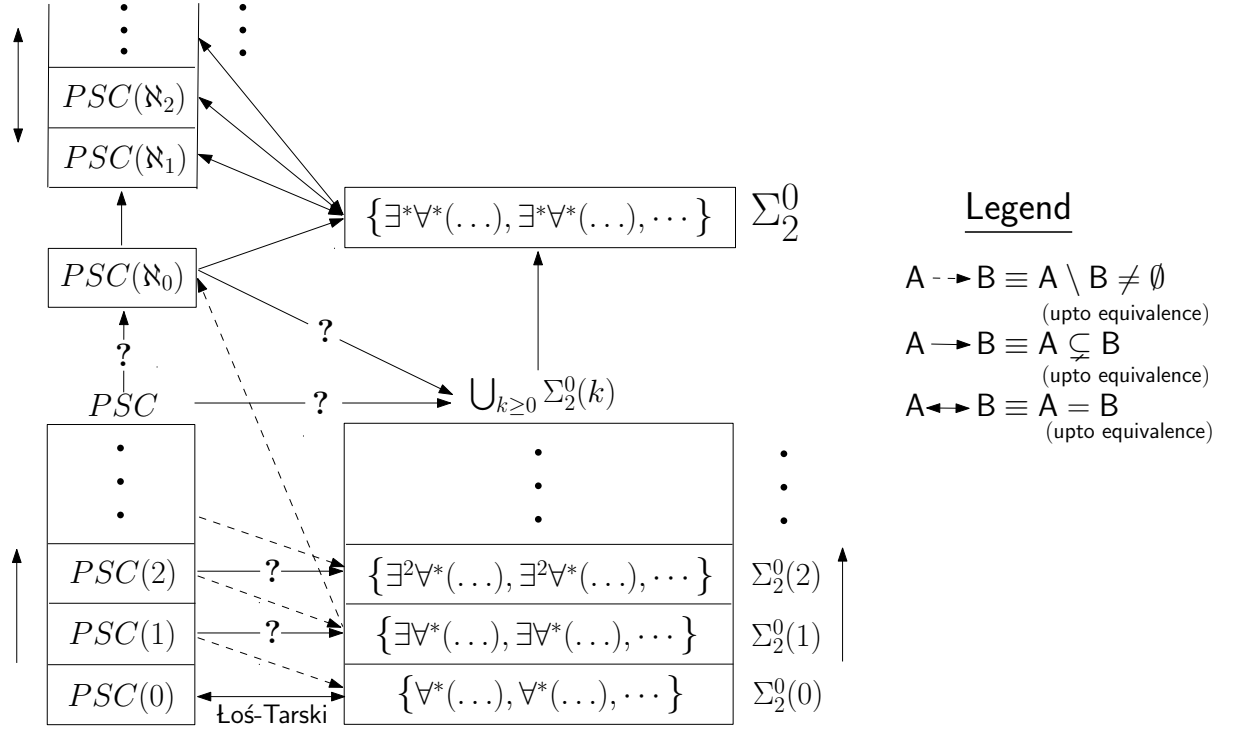 PSC(ℵ₂)
PSC(ℵ₁)
{∃*∀*(...), ∃*∀*(...), ···} Σ⁰₂
PSC(ℵ₀)
?
?
PSC
?
⋃ₖ≥₀ Σ⁰₂(k)
PSC(2)
?
{∃²∀*(...), ∃²∀*(...), ···} Σ⁰₂(2)
PSC(1)
?
{∃∀*(...), ∃∀*(...), ···} Σ⁰₂(1)
PSC(0)
{∀*(...), ∀*(...), ···} Σ⁰₂(0)
Łoś-Tarski
Legend
A ⇢ B ≡ A \ B ≠ ∅
(upto equivalence)
A → B ≡ A ⊊ B
(upto equivalence)
A ↔ B ≡ A = B
(upto equivalence)